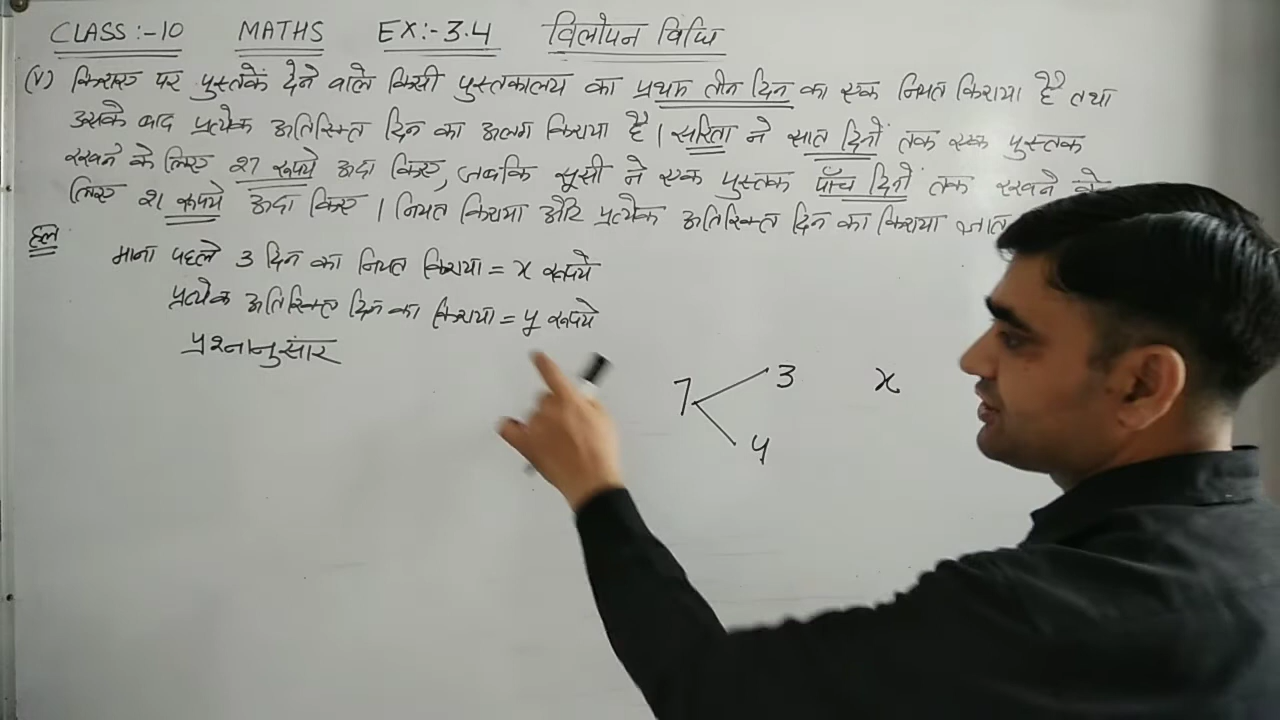 CLASS:-10 MATHS EX:-3.4 विलोपन विधि
(V) किराए पर पुस्तकें देने वाले किसी पुस्तकालय का प्रथम तीन दिन का एक नियत किराया है तथा
उसके बाद प्रत्येक अतिरिक्त दिन का अलग किराया है। सरिता ने सात दिनों तक एक पुस्तक
रखने के लिए 27 रूपये अदा किए, जबकि सूसी ने एक पुस्तक पाँच दिनों तक रखने के
लिए 21 रूपये अदा किए। नियत किराया और प्रत्येक अतिरिक्त दिन का किराया ज्ञात
हल
माना पहले 3 दिन का नियत किराया = x रूपये
प्रत्येक अतिरिक्त दिन का किराया = y रूपये
प्रश्नानुसार
7 3 x
4